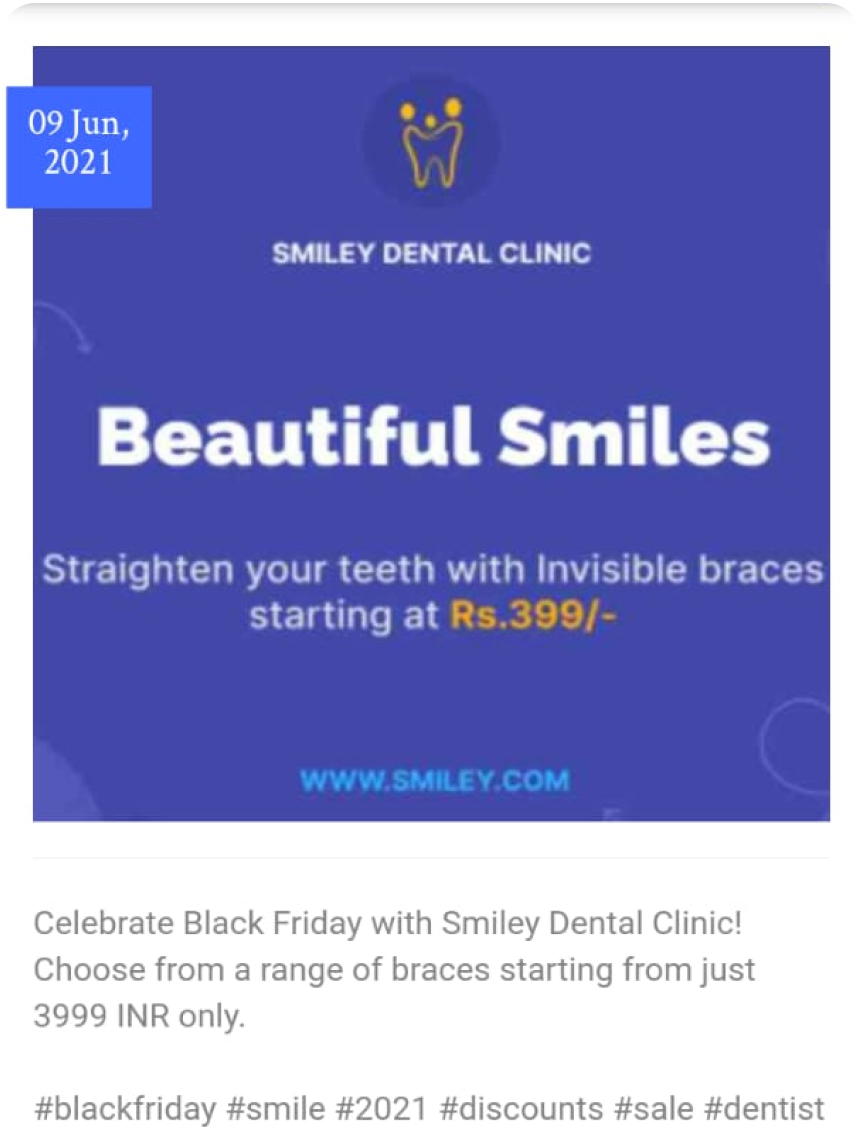 09 Jun,
2021
SMILEY DENTAL CLINIC
Beautiful Smiles
Straighten your teeth with Invisible braces
starting at Rs.399/-
WWW.SMILEY.COM
Celebrate Black Friday with Smiley Dental Clinic!
Choose from a range of braces starting from just
3999 INR only.
#blackfriday #smile #2021 #discounts #sale #dentist